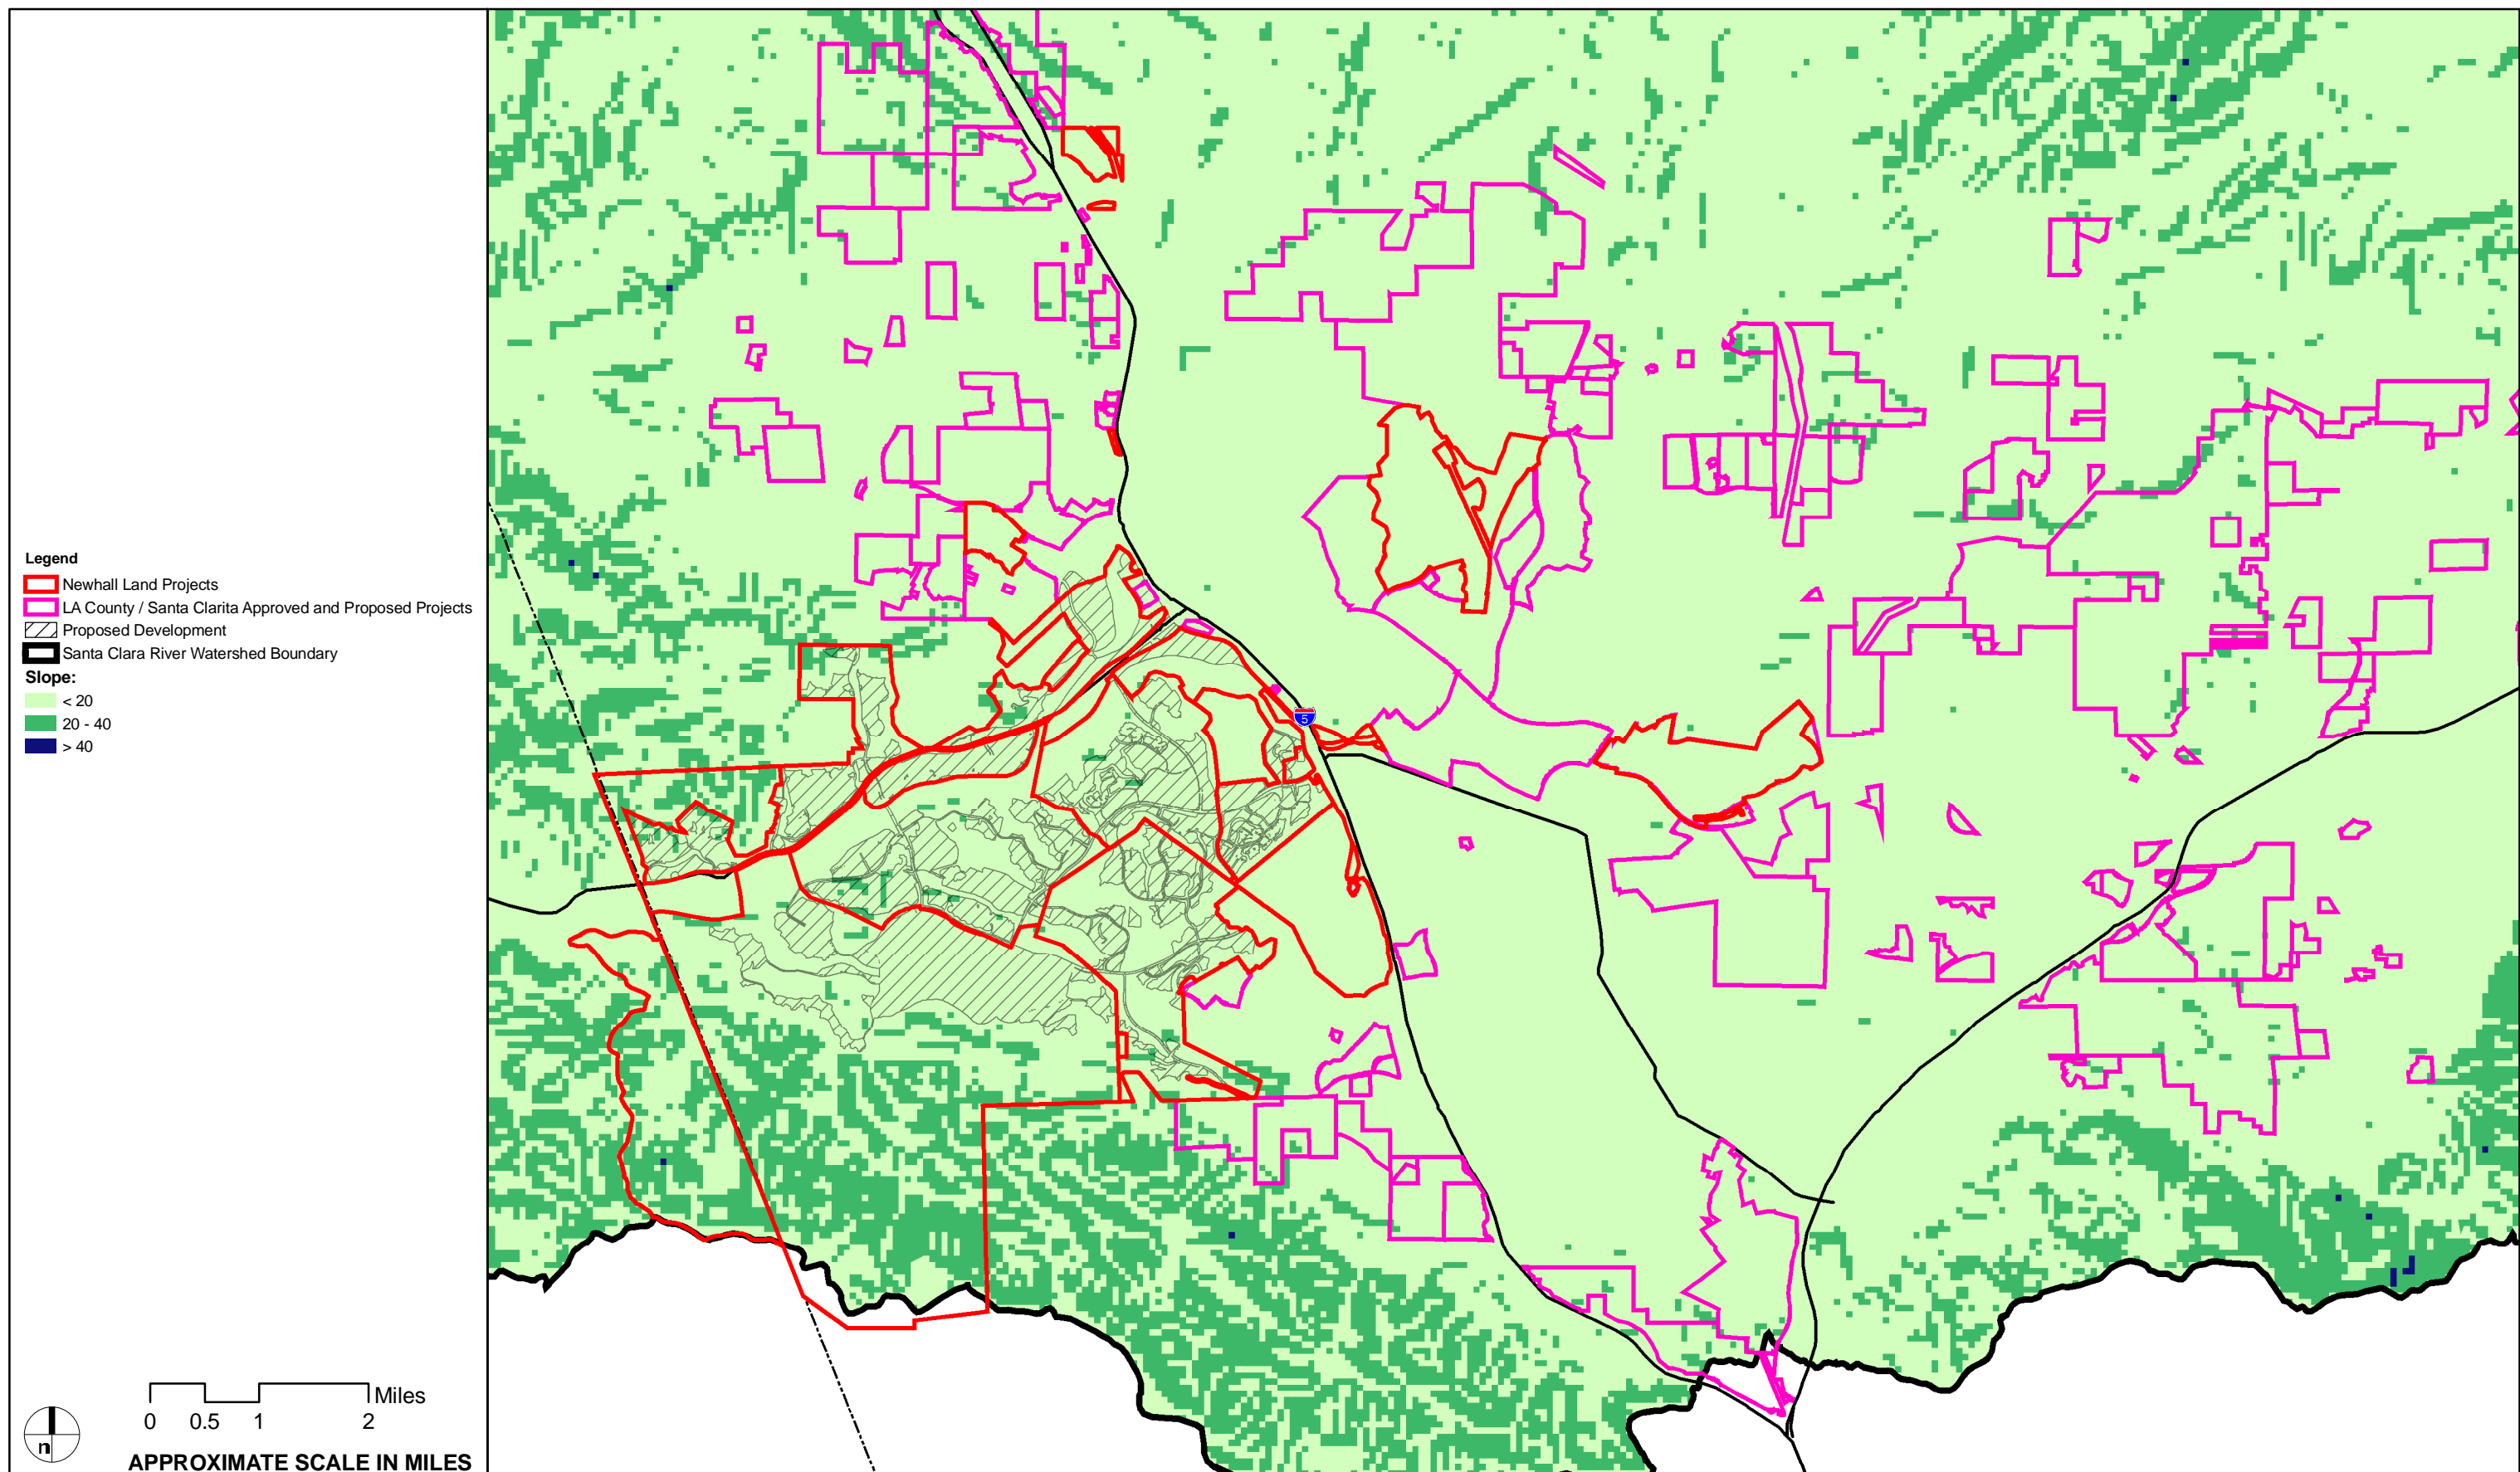 Legend
Newhall Land Projects
LA County / Santa Clarita Approved and Proposed Projects
Proposed Development
Santa Clara River Watershed Boundary
Slope:
< 20
20 - 40
> 40
5
Miles
0 0.5 1 2
n
APPROXIMATE SCALE IN MILES